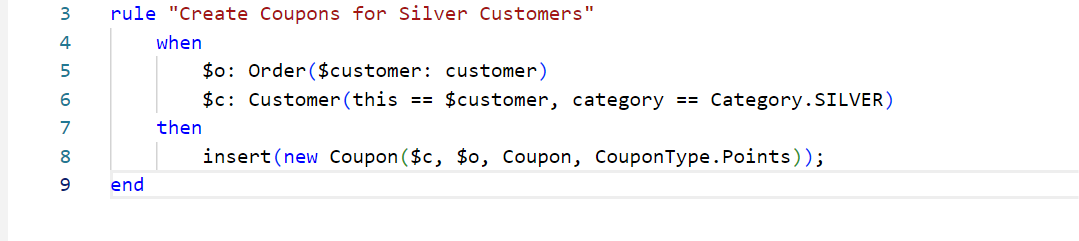 3 rule "Create Coupons for Silver Customers"
4 when
5 $o: Order($customer: customer)
6 $c: Customer(this == $customer, category == Category.SILVER)
7 then
8 insert(new Coupon($c, $o, Coupon, CouponType.Points));
9 end